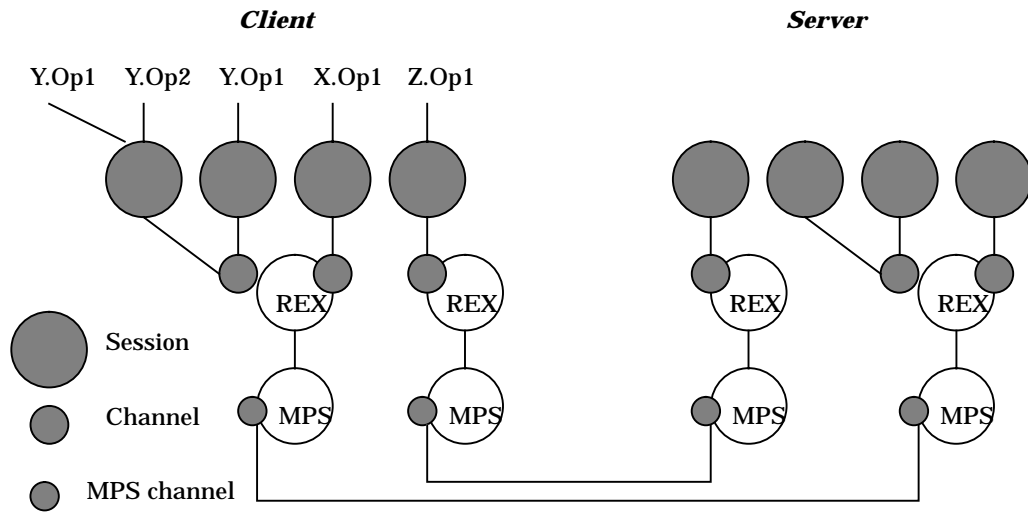 Client
Server
Y.Op1 Y.Op2 Y.Op1 X.Op1 Z.Op1
REX REX REX REX
Session
MPS MPS MPS MPS
Channel
MPS channel